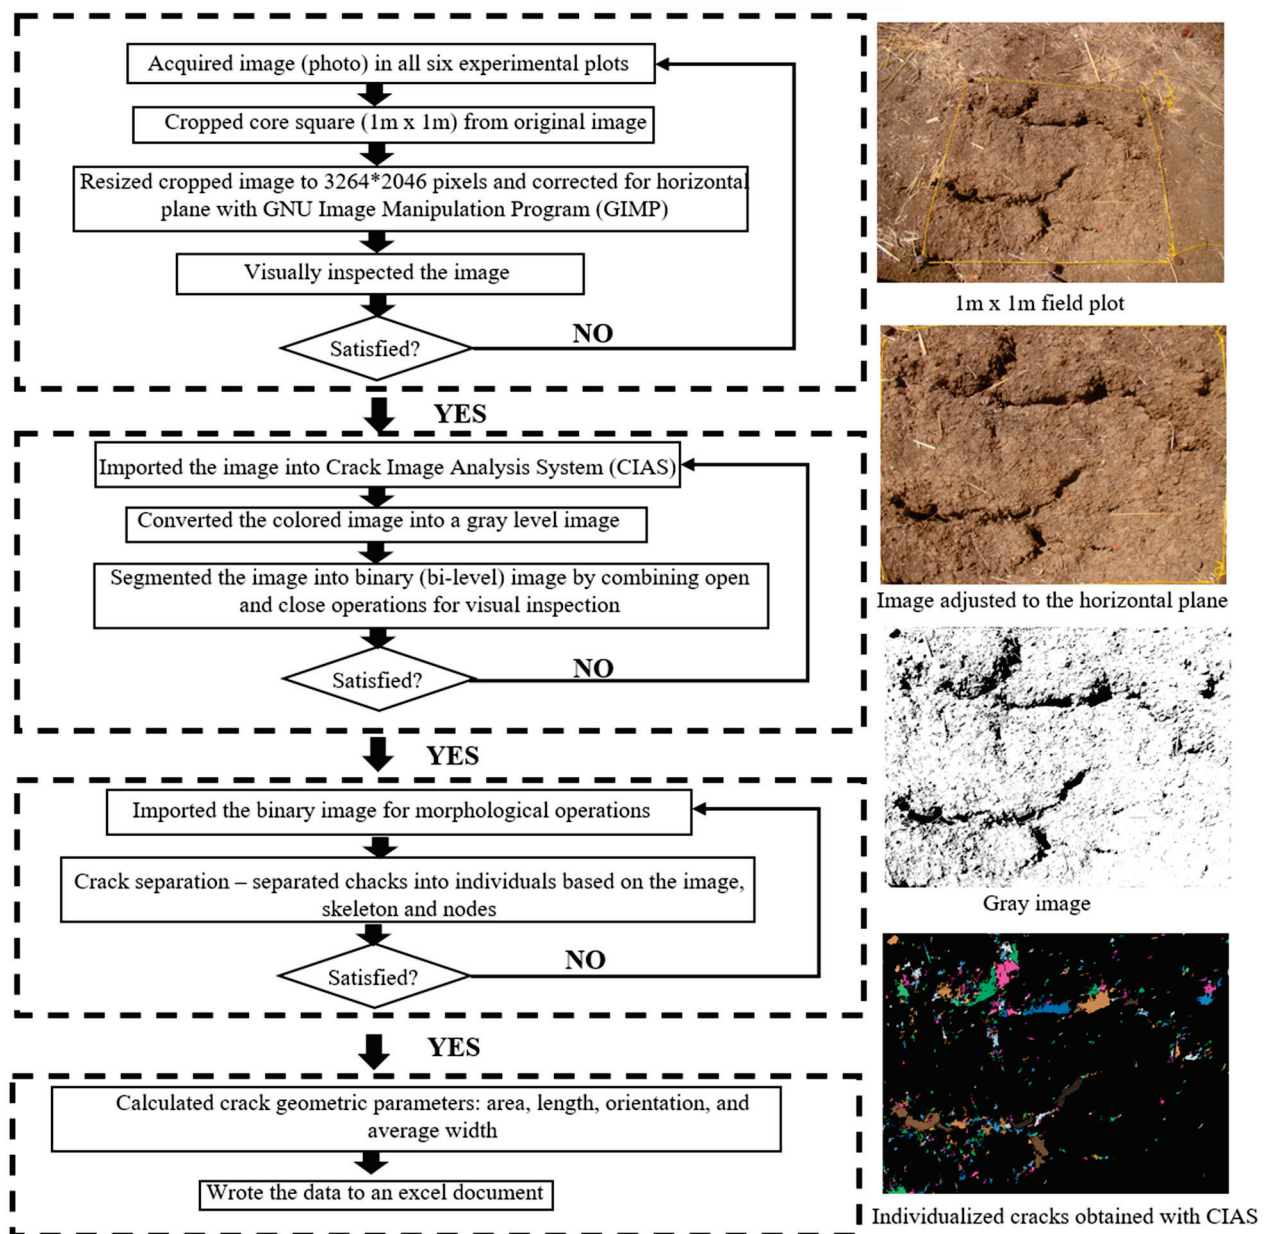 Acquired image (photo) in all six experimental plots
Cropped core square (1m x 1m) from original image
Resized cropped image to 3264*2046 pixels and corrected for horizontal
plane with GNU Image Manipulation Program (GIMP)
Visually inspected the image
Satisfied?
NO
YES
Imported the image into Crack Image Analysis System (CIAS)
Converted the colored image into a gray level image
Segmented the image into binary (bi-level) image by combining open
and close operations for visual inspection
Satisfied?
NO
YES
Imported the binary image for morphological operations
Crack separation – separated chacks into individuals based on the image,
skeleton and nodes
Satisfied?
NO
YES
Calculated crack geometric parameters: area, length, orientation, and
average width
Wrote the data to an excel document
1m x 1m field plot
Image adjusted to the horizontal plane
Gray image
Individualized cracks obtained with CIAS